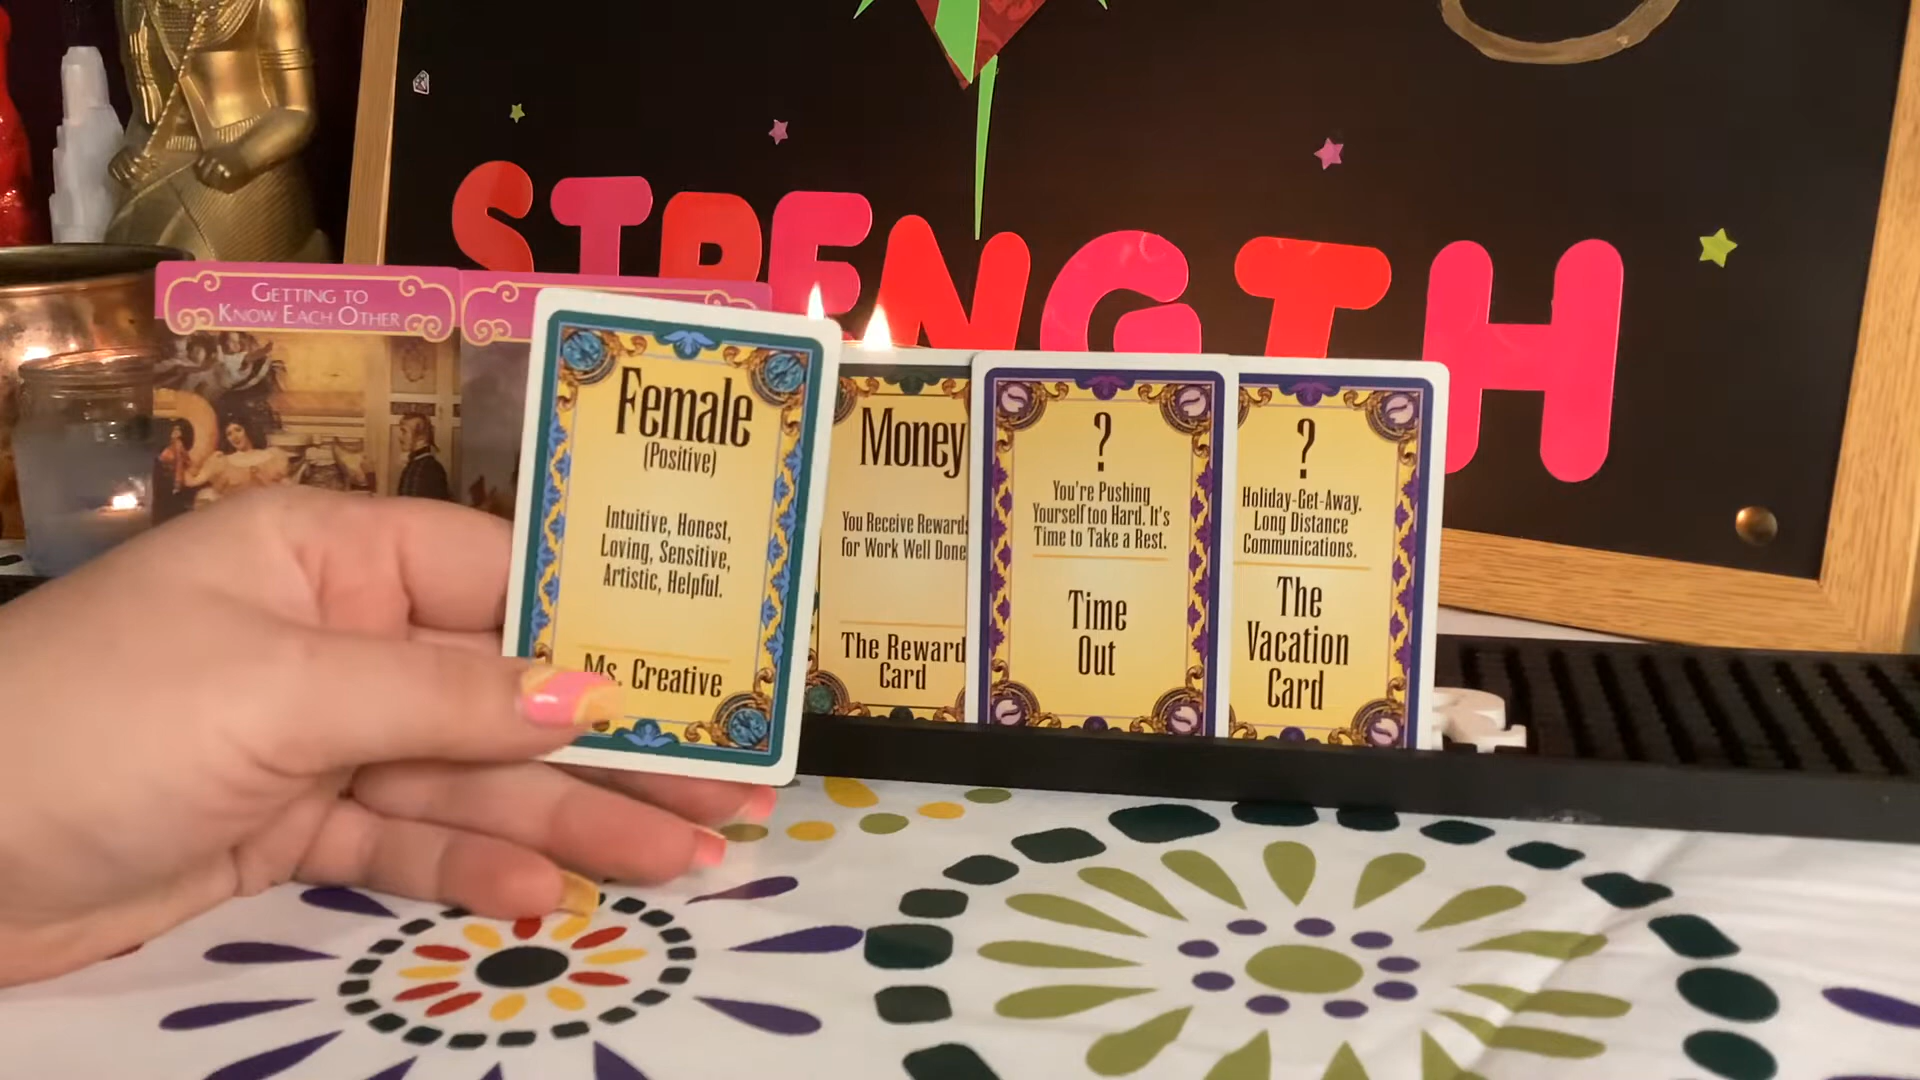 STRENGTH
GETTING TO
KNOW EACH OTHER
Female
(Positive)
Intuitive, Honest,
Loving, Sensitive,
Artistic, Helpful.
Ms. Creative
Money
You Receive Rewards
for Work Well Done
The Reward
Card
?
You're Pushing
Yourself too Hard. It's
Time to Take a Rest.
Time
Out
?
Holiday-Get-Away,
Long Distance
Communications.
The
Vacation
Card